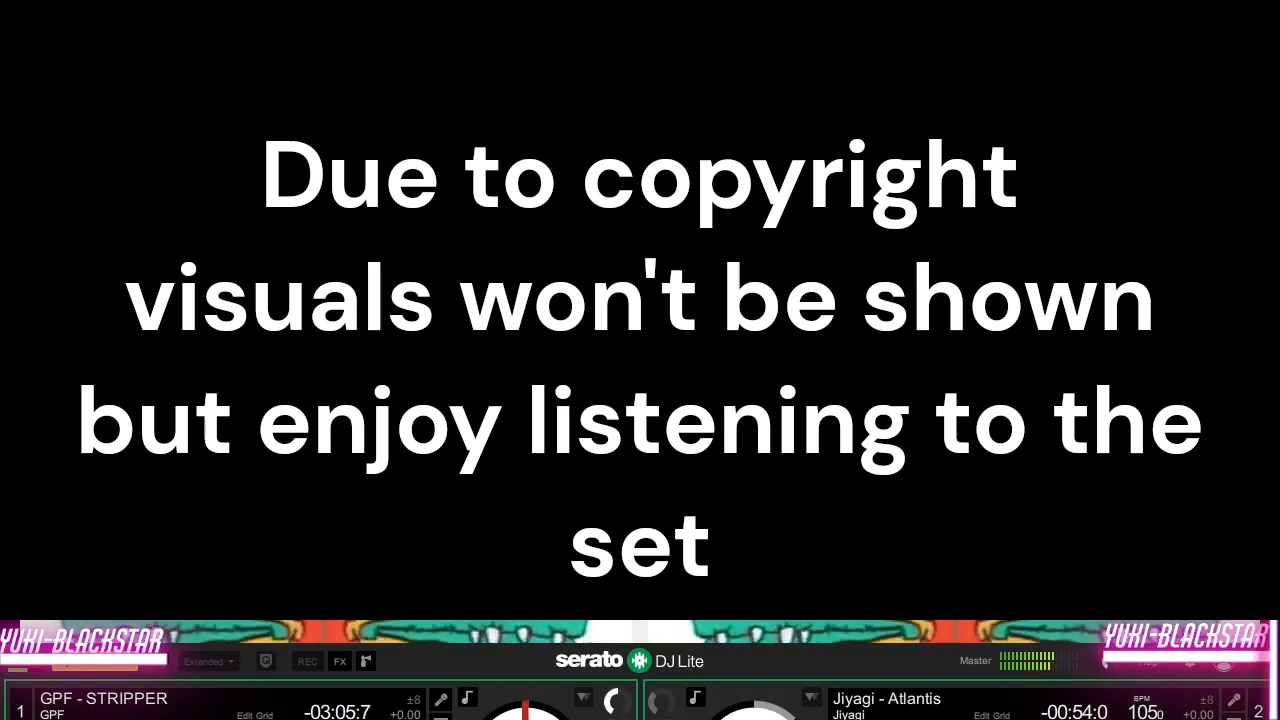 Due to copyright
visuals won't be shown
but enjoy listening to the
set
YUKI-BLACKSTAR YUKI-BLACKSTAR
Extended REC FX serato DJ Lite Master Help
1 GPF - STRIPPER ±8 Jiyagi - Atlantis BPM ±8
GPF Edit Grid -03:05:7 +0.00 Jiyagi Edit Grid -00:54:0 105.0 +0.00 2